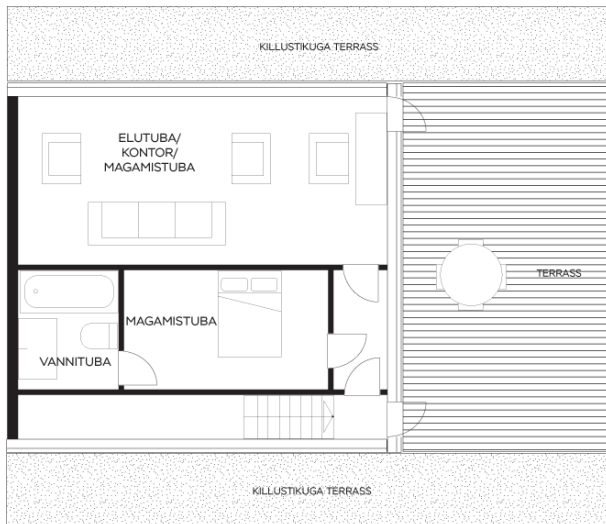 KILLUSTIKUGA TERRASS
ELUTUBA/
KONTOR/
MAGAMISTUBA
TERRASS
MAGAMISTUBA
VANNITUBA
KILLUSTIKUGA TERRASS